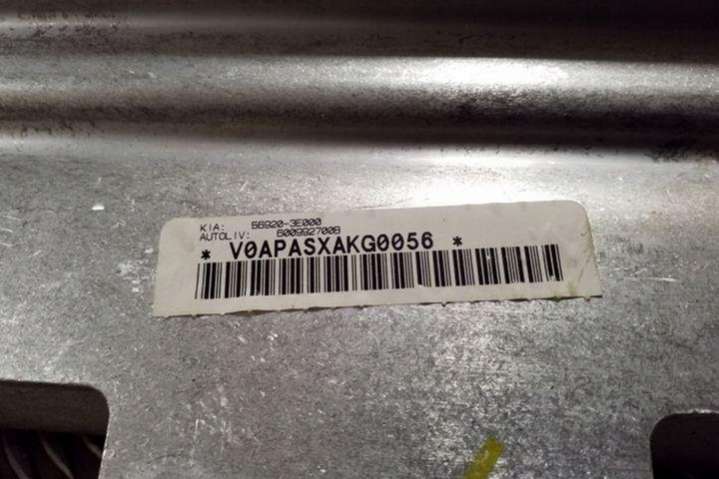 KIA: 56920-3E000
AUTOLIV: 600992700B
* V0APASXAKG0056 *